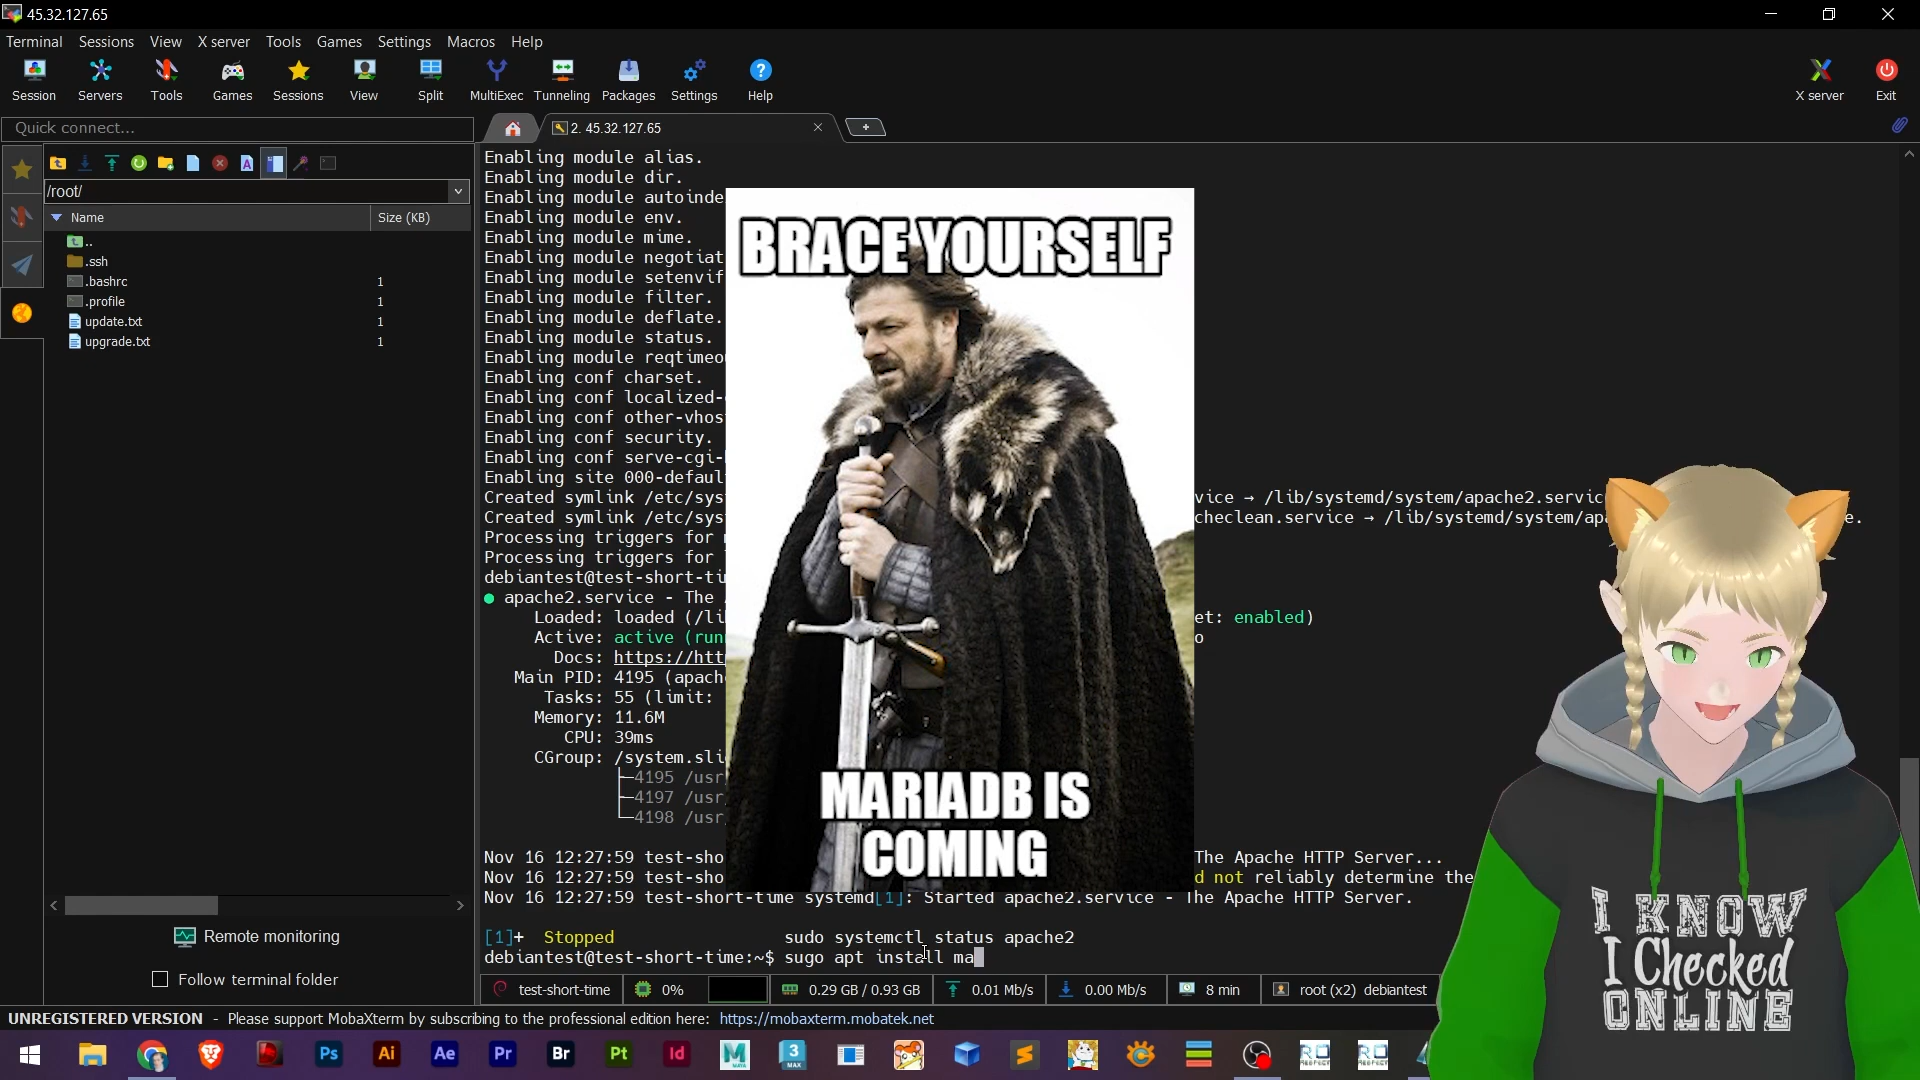 45.32.127.65
Terminal Sessions View X server Tools Games Settings Macros Help
Session Servers Tools Games Sessions View Split MultiExec Tunneling Packages Settings Help X server Exit
Quick connect...
2. 45.32.127.65
/root/
Name Size (KB)
..
.ssh
.bashrc 1
.profile 1
update.txt 1
upgrade.txt 1
Remote monitoring
Follow terminal folder
Enabling module alias.
Enabling module dir.
Enabling module autoinde
Enabling module env.
Enabling module mime.
Enabling module negotiat
Enabling module setenvif
Enabling module filter.
Enabling module deflate.
Enabling module status.
Enabling module reqtimeo
Enabling conf charset.
Enabling conf localized-
Enabling conf other-vhos
Enabling conf security.
Enabling conf serve-cgi-
Enabling site 000-defaul
Created symlink /etc/sys vice → /lib/systemd/system/apache2.servic
Created symlink /etc/sys checlean.service → /lib/systemd/system/apa e.
Processing triggers for
Processing triggers for
debiantest@test-short-ti
● apache2.service - The
Loaded: loaded (/li et: enabled)
Active: active (run o
Docs: https://htt
Main PID: 4195 (apach
Tasks: 55 (limit:
Memory: 11.6M
CPU: 39ms
CGroup: /system.sli
├─4195 /usr
├─4197 /usr
└─4198 /usr
Nov 16 12:27:59 test-sho The Apache HTTP Server...
Nov 16 12:27:59 test-sho d not reliably determine the
Nov 16 12:27:59 test-short-time systemd[1]: Started apache2.service - The Apache HTTP Server.
[1]+ Stopped sudo systemctl status apache2
debiantest@test-short-time:~$ sugo apt install ma
BRACE YOURSELF
MARIADB IS
COMING
I KNOW
I Checked
ONLINE
test-short-time 0% 0.29 GB / 0.93 GB 0.01 Mb/s 0.00 Mb/s 8 min root (x2) debiantest
UNREGISTERED VERSION - Please support MobaXterm by subscribing to the professional edition here: https://mobaxterm.mobatek.net
Ps Ai Ae Pr Br Pt Id